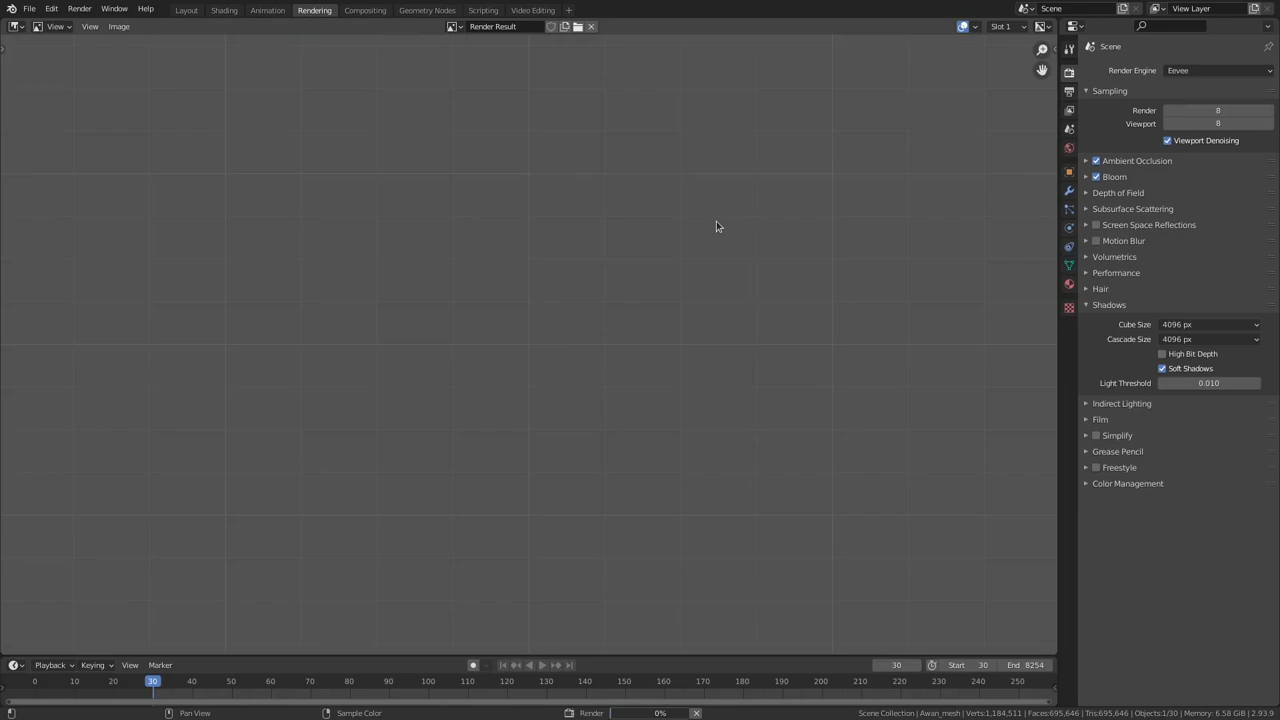 File Edit Render Window Help Layout Shading Animation Rendering Compositing Geometry Nodes Scripting Video Editing + Scene View Layer
View View Image Render Result Slot 1
Scene
Render Engine Eevee
Sampling
Render 8
Viewport 8
Viewport Denoising
Ambient Occlusion
Bloom
Depth of Field
Subsurface Scattering
Screen Space Reflections
Motion Blur
Volumetrics
Performance
Hair
Shadows
Cube Size 4096 px
Cascade Size 4096 px
High Bit Depth
Soft Shadows
Light Threshold 0.010
Indirect Lighting
Film
Simplify
Grease Pencil
Freestyle
Color Management
Playback Keying View Marker 30 Start 30 End 8254
0 10 20 30 40 50 60 70 80 90 100 110 120 130 140 150 160 170 180 190 200 210 220 230 240 250
Pan View Sample Color Render 0% Scene Collection | Awan_mesh | Verts:1,184,511 | Faces:695,646 | Tris:695,646 | Objects:1/30 | Memory: 6.58 GiB | 2.93.9